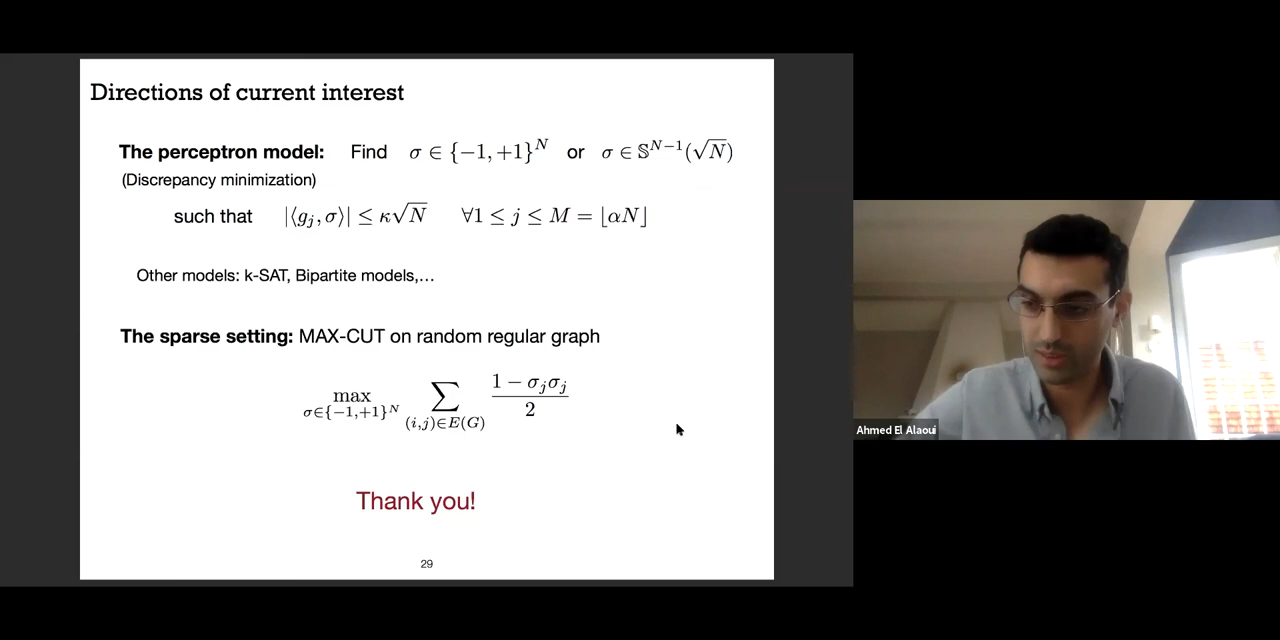 Directions of current interest
The perceptron model: Find σ ∈ {−1, +1}^N or σ ∈ 𝕊^{N−1}(√N)
(Discrepancy minimization)
such that |⟨g_j, σ⟩| ≤ κ√N ∀1 ≤ j ≤ M = ⌊αN⌋
Other models: k-SAT, Bipartite models,...
The sparse setting: MAX-CUT on random regular graph
max_{σ∈{−1,+1}^N} ∑_{(i,j)∈E(G)} (1 − σ_jσ_j)/2
Thank you!
29
Ahmed El Alaoui